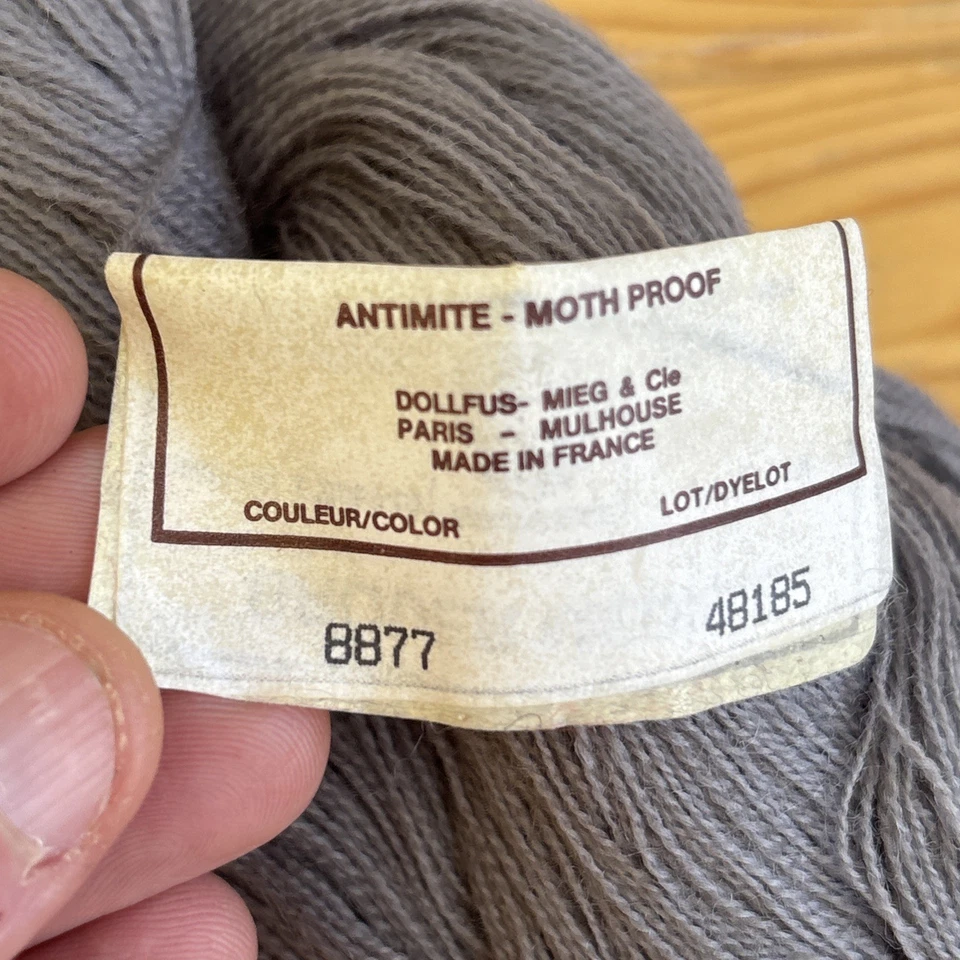 ANTIMITE - MOTH PROOF
DOLLFUS- MIEG & Cie
PARIS - MULHOUSE
MADE IN FRANCE
COULEUR/COLOR LOT/DYELOT
8877 48185